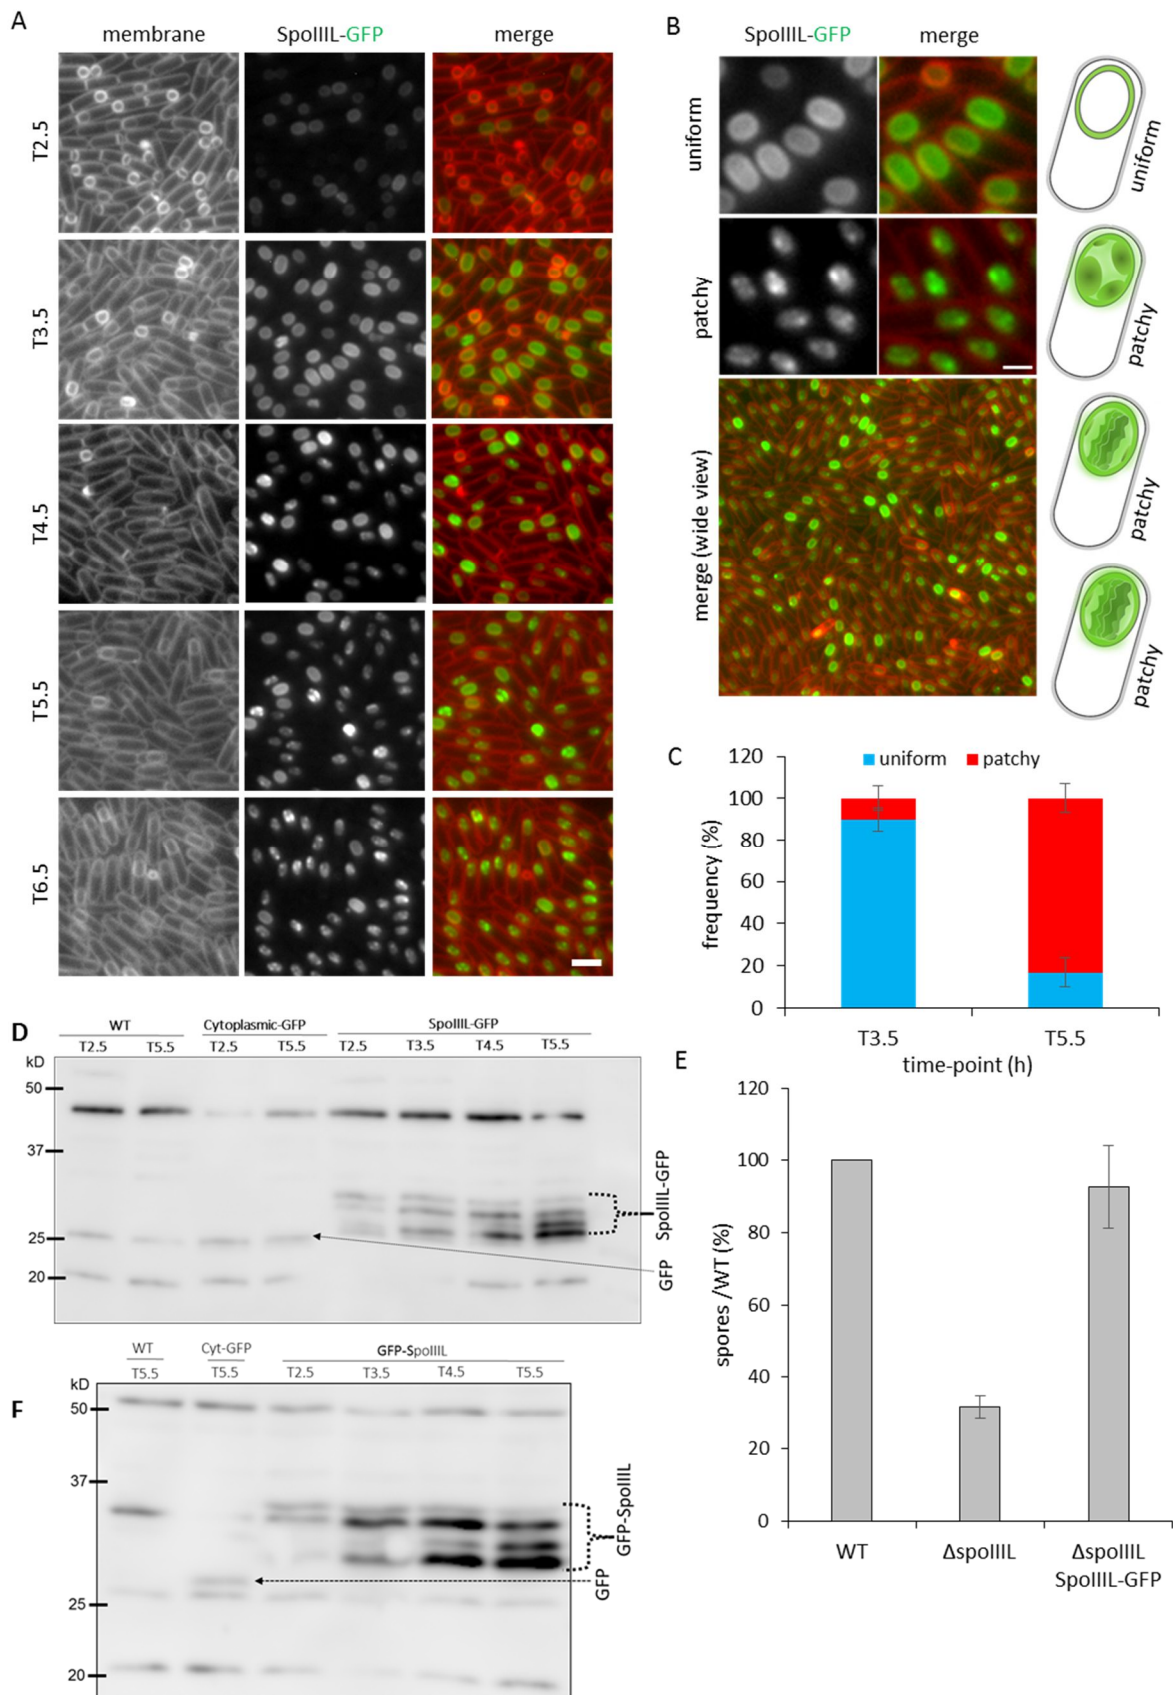 A
membrane
SpoIIIL-GFP
merge
T2.5
T3.5
T4.5
T5.5
T6.5
B
SpoIIIL-GFP
merge
uniform
patchy
merge (wide view)
uniform
patchy
patchy
patchy
C
uniform
patchy
frequency (%)
120
100
80
60
40
20
0
T3.5
T5.5
time-point (h)
D
WT
Cytoplasmic-GFP
SpoIIIL-GFP
T2.5
T5.5
T2.5
T5.5
T2.5
T3.5
T4.5
T5.5
kD
50
37
25
20
SpoIIIL-GFP
GFP
E
spores /WT (%)
120
100
80
60
40
20
0
WT
ΔspoIIIL
ΔspoIIIL
SpoIIIL-GFP
F
WT
Cyt-GFP
GFP-SpoIIIL
T5.5
T5.5
T2.5
T3.5
T4.5
T5.5
kD
50
37
25
20
GFP-SpoIIIL
GFP